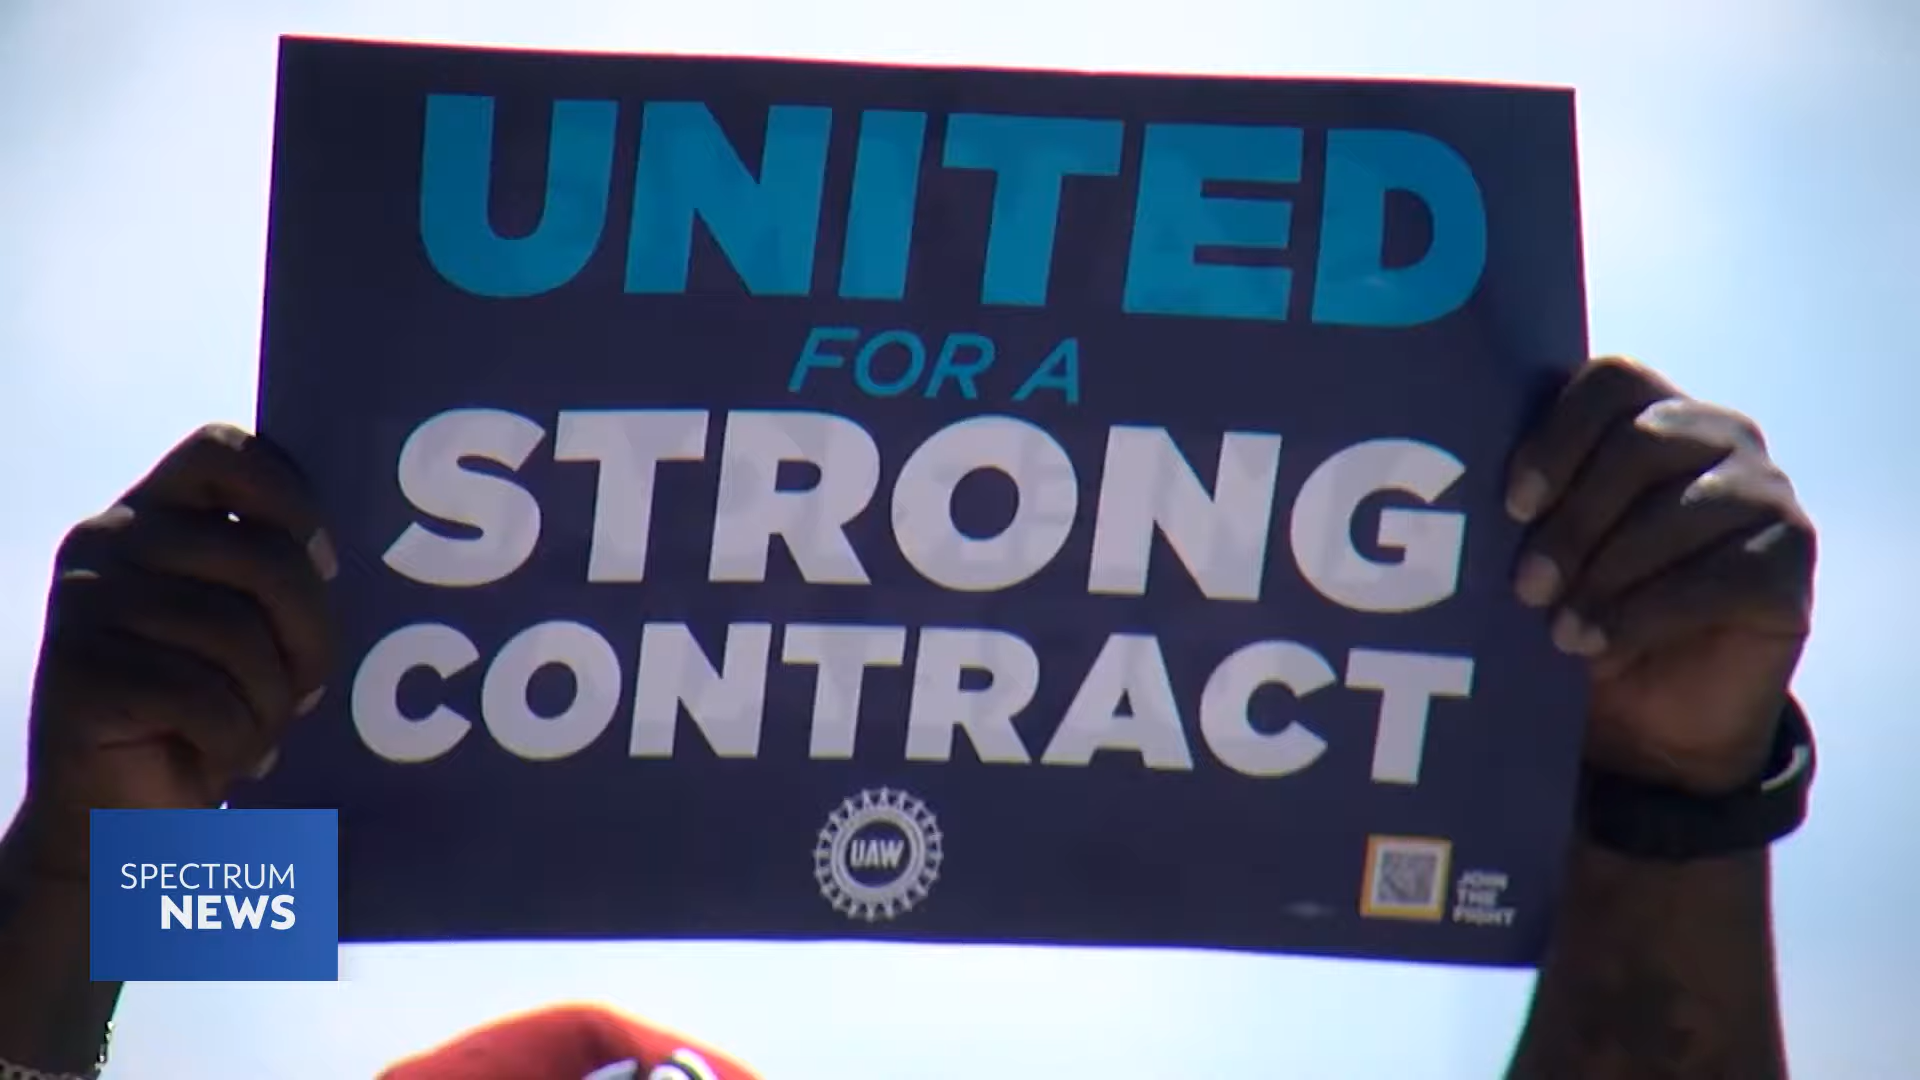 UNITED
FOR A
STRONG
CONTRACT
UAW
JOIN
THE
FIGHT
SPECTRUM
NEWS